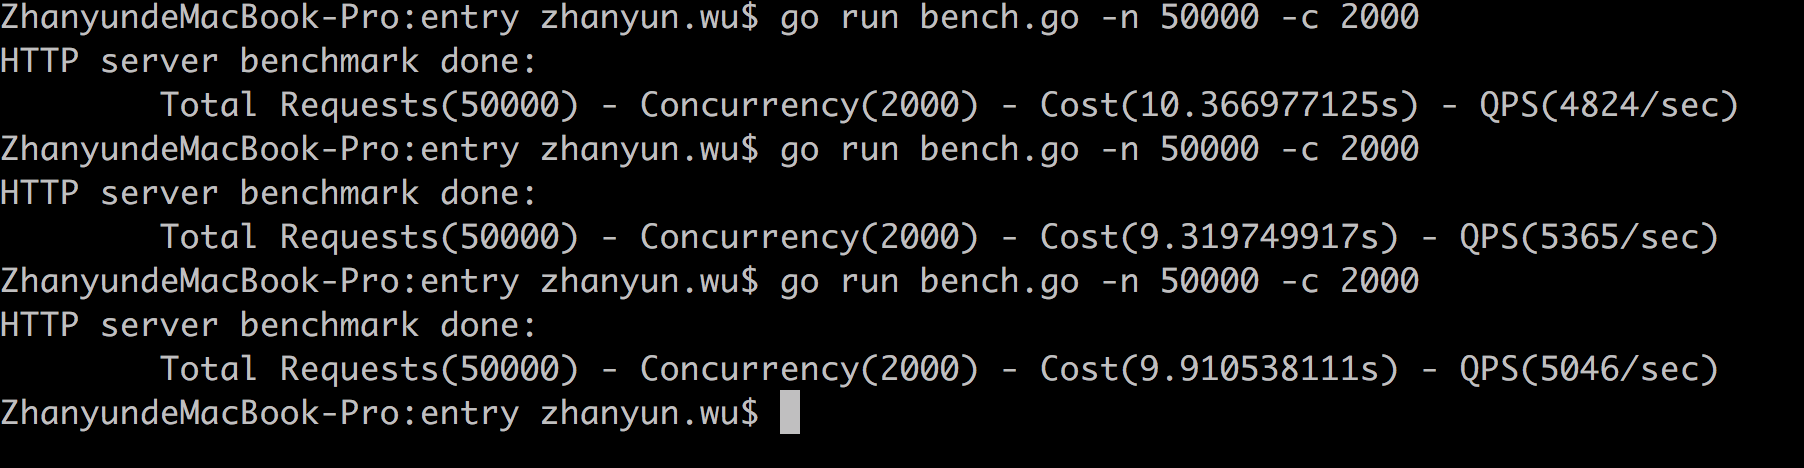 ZhanyundeMacBook-Pro:entry zhanyun.wu$ go run bench.go -n 50000 -c 2000
HTTP server benchmark done:
        Total Requests(50000) - Concurrency(2000) - Cost(10.366977125s) - QPS(4824/sec)
ZhanyundeMacBook-Pro:entry zhanyun.wu$ go run bench.go -n 50000 -c 2000
HTTP server benchmark done:
        Total Requests(50000) - Concurrency(2000) - Cost(9.319749917s) - QPS(5365/sec)
ZhanyundeMacBook-Pro:entry zhanyun.wu$ go run bench.go -n 50000 -c 2000
HTTP server benchmark done:
        Total Requests(50000) - Concurrency(2000) - Cost(9.910538111s) - QPS(5046/sec)
ZhanyundeMacBook-Pro:entry zhanyun.wu$